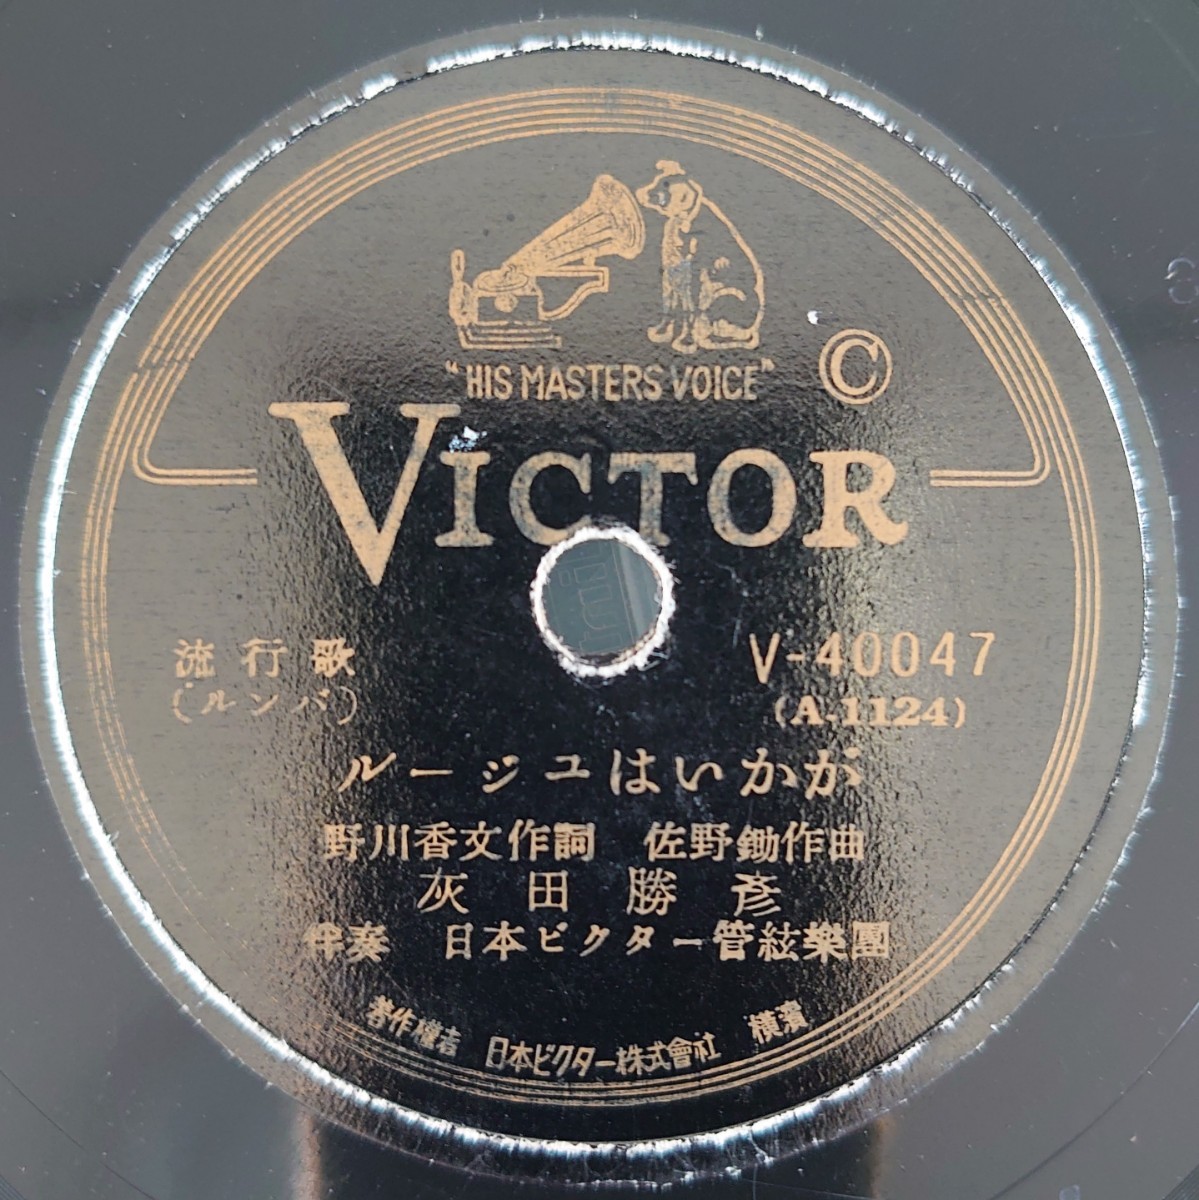 "HIS MASTERS VOICE"
©
VICTOR
流行歌
(ルンバ)
V-40047
(A-1124)
ルージユはいかが
野川香文作詞 佐野鋤作曲
灰田勝彦
伴奏 日本ビクター管絃樂團
著作權者 日本ビクター株式會社 橫濱